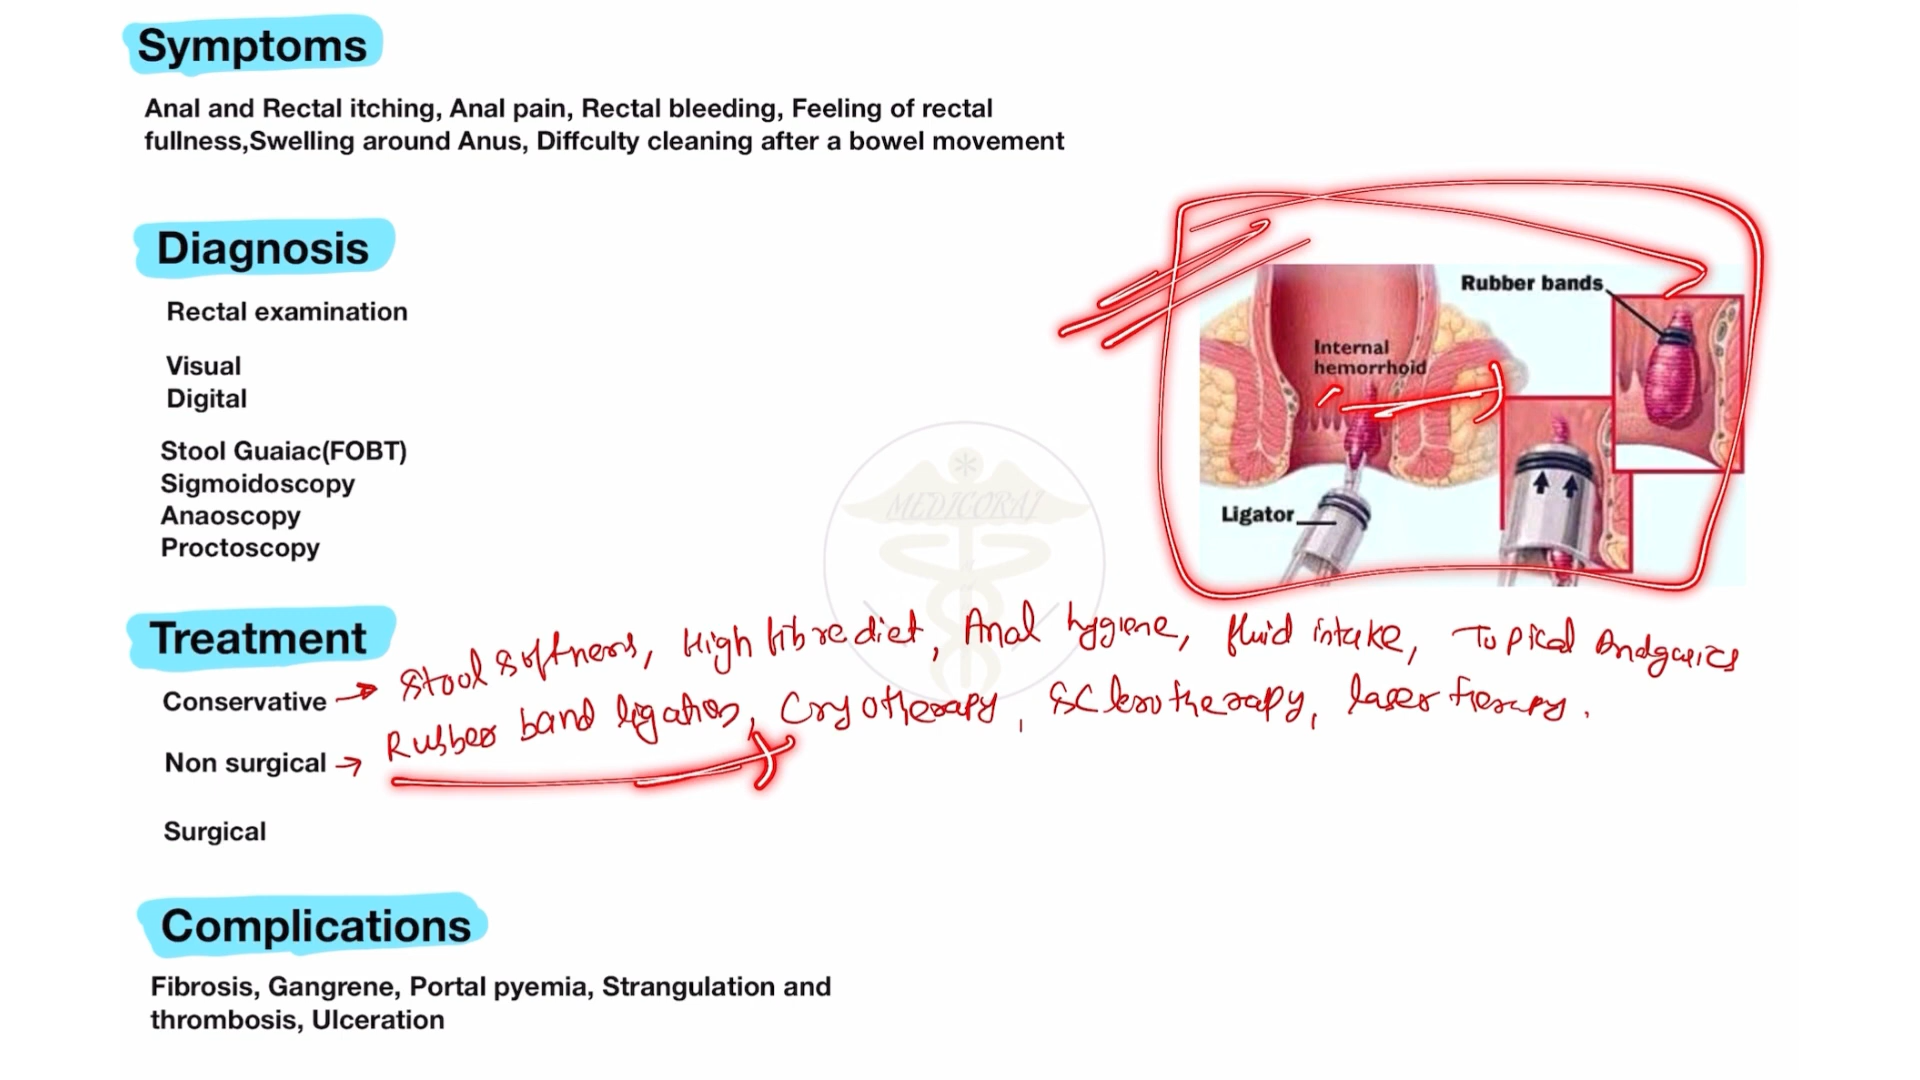 Symptoms
Anal and Rectal itching, Anal pain, Rectal bleeding, Feeling of rectal
fullness,Swelling around Anus, Diffculty cleaning after a bowel movement
Diagnosis
Rectal examination
Visual
Digital
Stool Guaiac(FOBT)
Sigmoidoscopy
Anaoscopy
Proctoscopy
Rubber bands
Internal
hemorrhoid
Ligator
MEDICORAI
Treatment
Conservative → Stool softners, High fibre diet, Anal hygiene, fluid intake, Topical
Non surgical → Rubber band ligation, Cryotherapy, Sclerotherapy, laser therapy.
Surgical
Complications
Fibrosis, Gangrene, Portal pyemia, Strangulation and
thrombosis, Ulceration